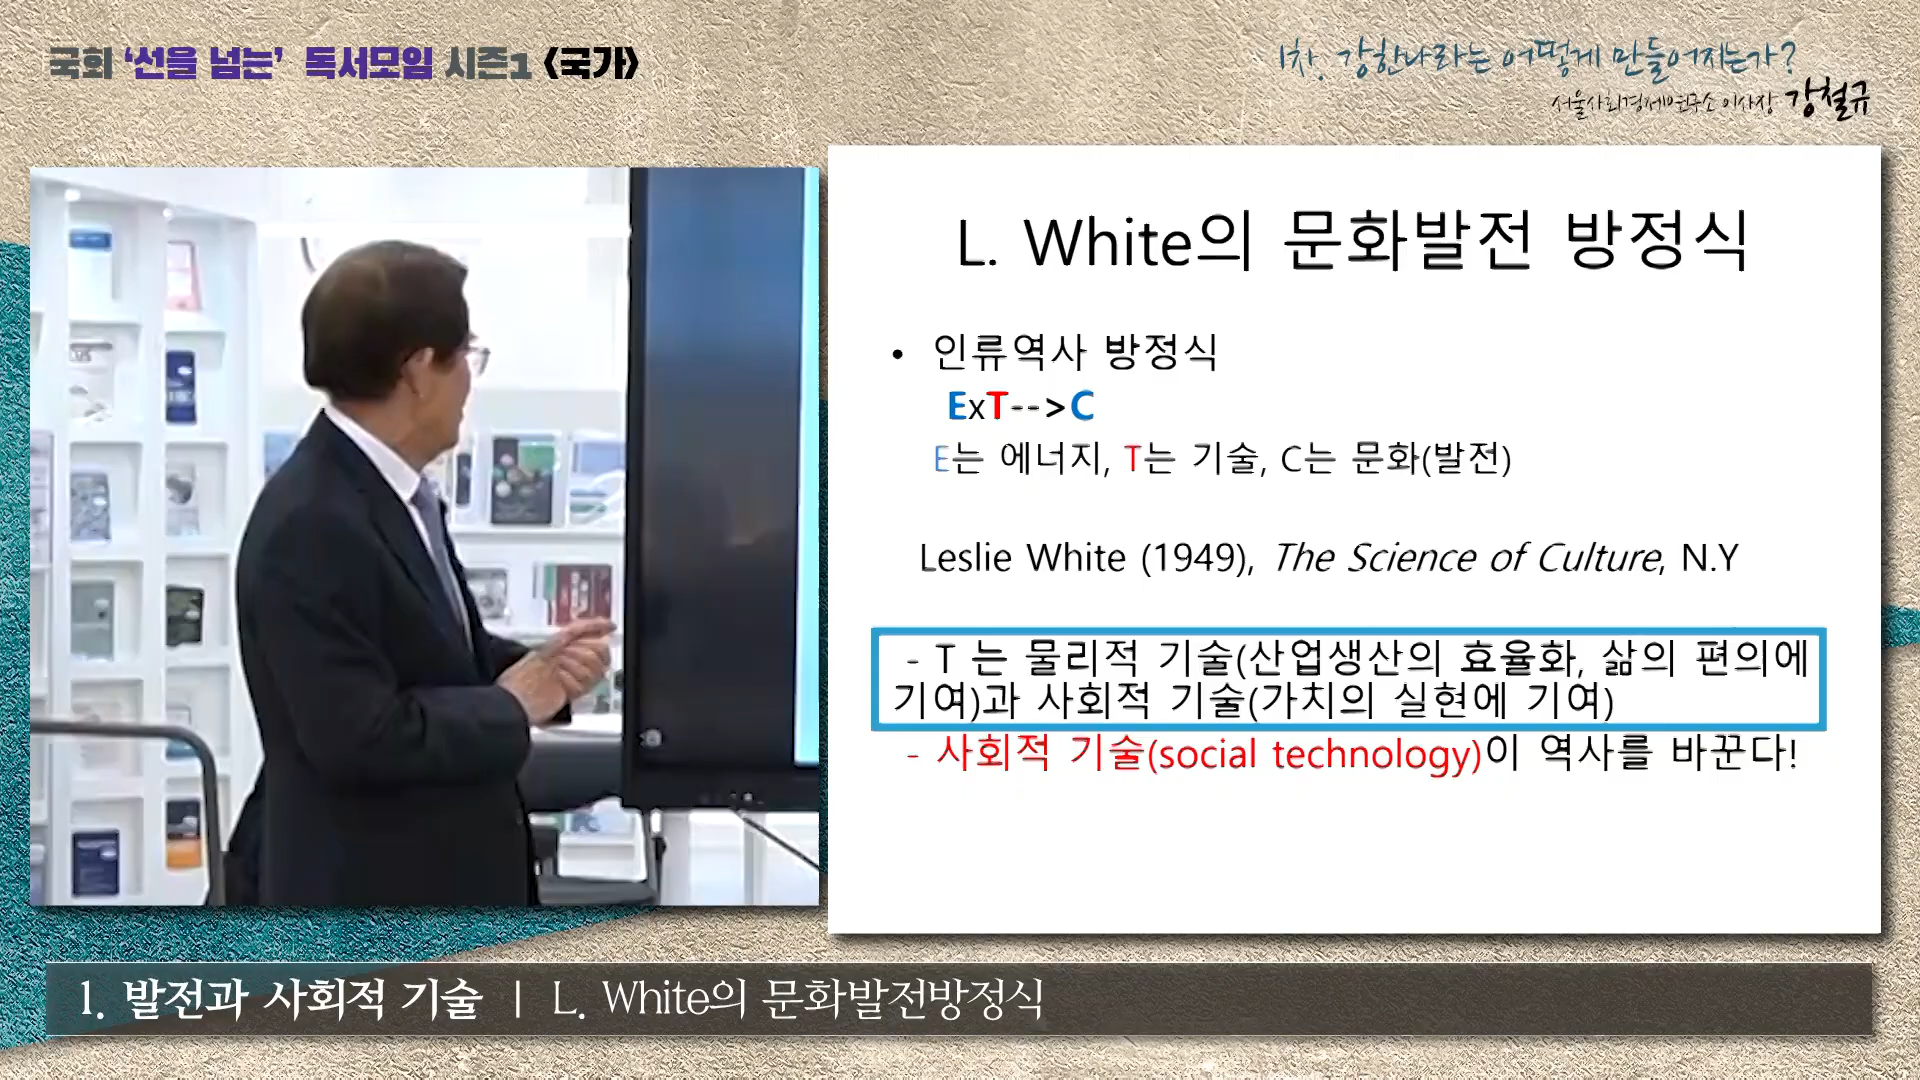 국회 ‘선을 넘는’ 독서모임 시즌1 〈국가〉
1차. 강한나라는 어떻게 만들어지는가?
서울사회경제연구소 이사장 강철규
L. White의 문화발전 방정식
• 인류역사 방정식
ExT-->C
E는 에너지, T는 기술, C는 문화(발전)
Leslie White (1949), The Science of Culture, N.Y
- T 는 물리적 기술(산업생산의 효율화, 삶의 편의에
기여)과 사회적 기술(가치의 실현에 기여)
- 사회적 기술(social technology)이 역사를 바꾼다!
1. 발전과 사회적 기술 | L. White의 문화발전방정식